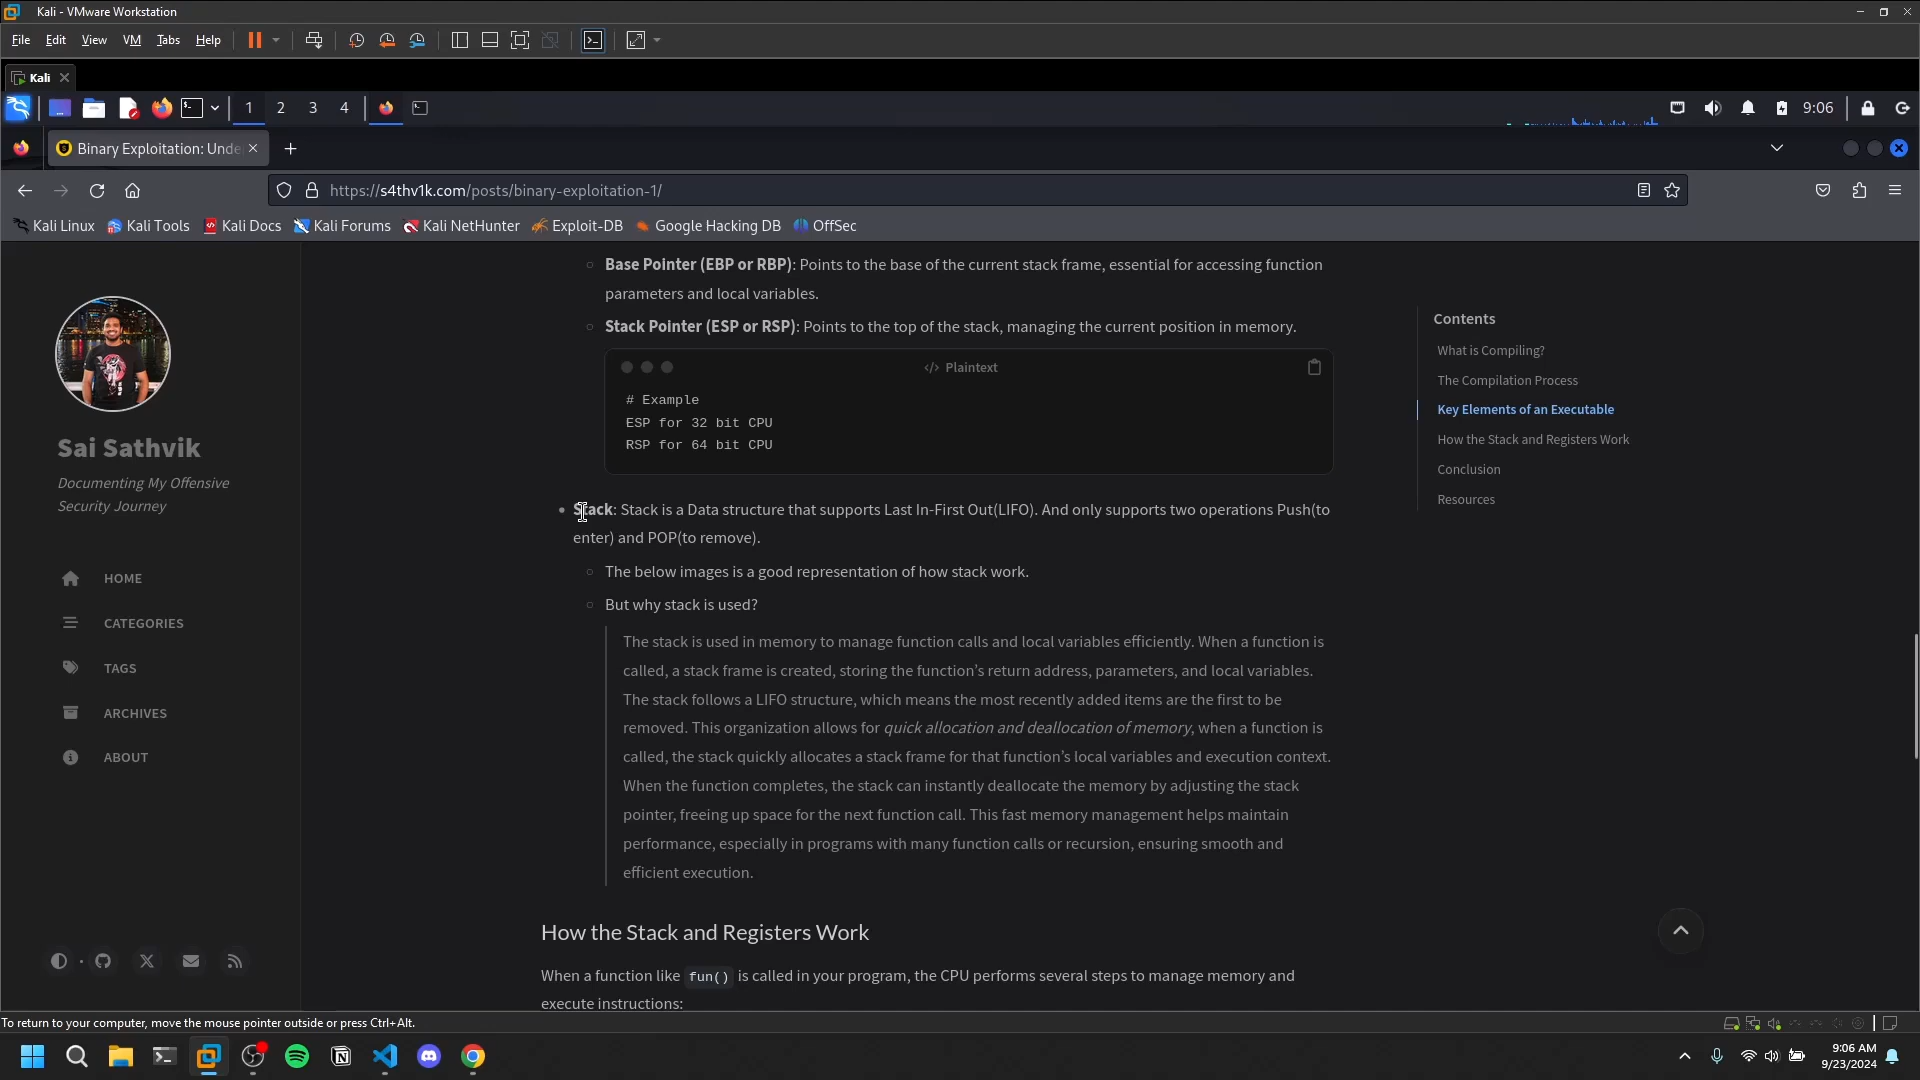 Kali - VMware Workstation
File Edit View VM Tabs Help
Kali
1 2 3 4 9:06
Binary Exploitation: Unde
https://s4thv1k.com/posts/binary-exploitation-1/
Kali Linux Kali Tools Kali Docs Kali Forums Kali NetHunter Exploit-DB Google Hacking DB OffSec
Base Pointer (EBP or RBP): Points to the base of the current stack frame, essential for accessing function
parameters and local variables.
Stack Pointer (ESP or RSP): Points to the top of the stack, managing the current position in memory.
</> Plaintext
# Example
ESP for 32 bit CPU
RSP for 64 bit CPU
Stack: Stack is a Data structure that supports Last In-First Out(LIFO). And only supports two operations Push(to
enter) and POP(to remove).
The below images is a good representation of how stack work.
But why stack is used?
The stack is used in memory to manage function calls and local variables efficiently. When a function is
called, a stack frame is created, storing the function's return address, parameters, and local variables.
The stack follows a LIFO structure, which means the most recently added items are the first to be
removed. This organization allows for quick allocation and deallocation of memory, when a function is
called, the stack quickly allocates a stack frame for that function's local variables and execution context.
When the function completes, the stack can instantly deallocate the memory by adjusting the stack
pointer, freeing up space for the next function call. This fast memory management helps maintain
performance, especially in programs with many function calls or recursion, ensuring smooth and
efficient execution.
How the Stack and Registers Work
When a function like fun() is called in your program, the CPU performs several steps to manage memory and
execute instructions:
Contents
What is Compiling?
The Compilation Process
Key Elements of an Executable
How the Stack and Registers Work
Conclusion
Resources
Sai Sathvik
Documenting My Offensive
Security Journey
HOME
CATEGORIES
TAGS
ARCHIVES
ABOUT
To return to your computer, move the mouse pointer outside or press Ctrl+Alt.
9:06 AM
9/23/2024